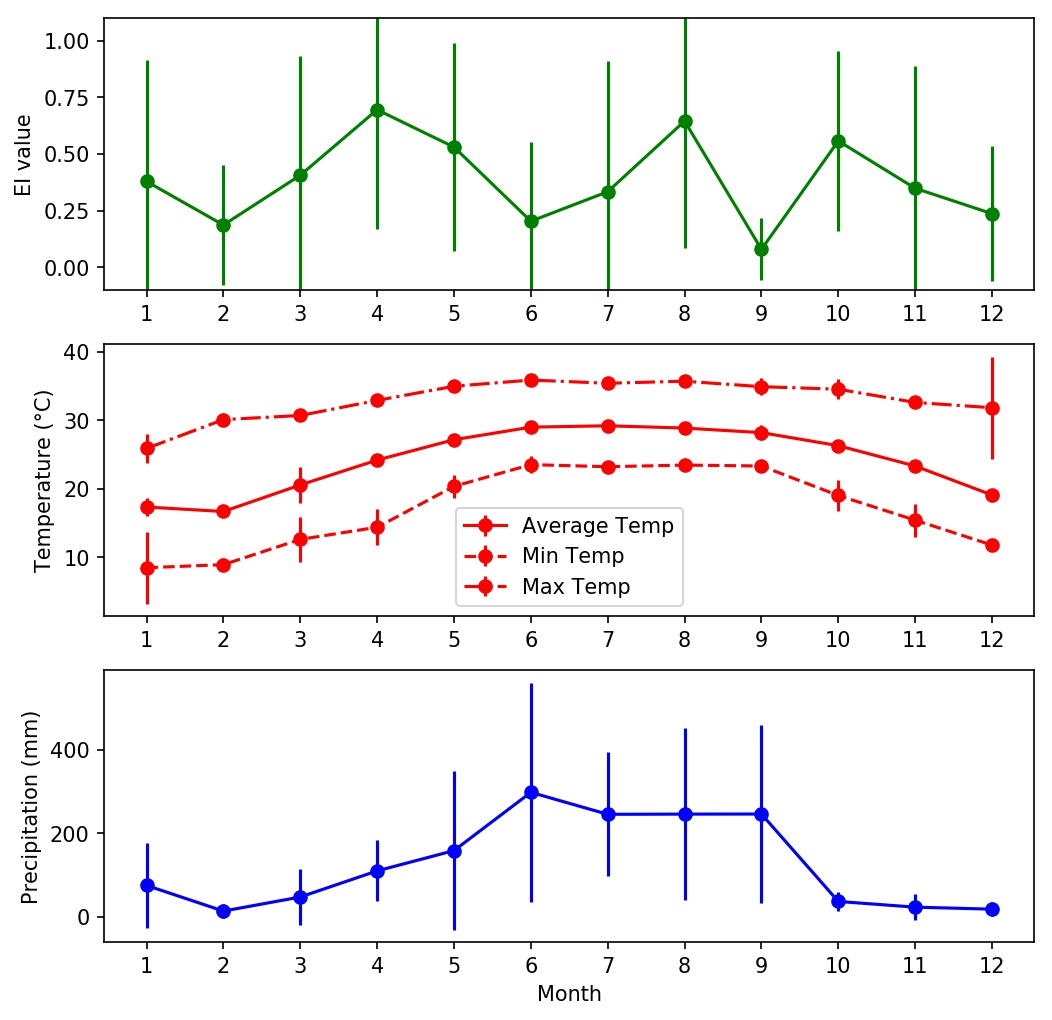 EI value
1.00
0.75
0.50
0.25
0.00
1 2 3 4 5 6 7 8 9 10 11 12
Temperature (°C)
40
30
20
10
Average Temp
Min Temp
Max Temp
1 2 3 4 5 6 7 8 9 10 11 12
Precipitation (mm)
400
200
0
1 2 3 4 5 6 7 8 9 10 11 12
Month